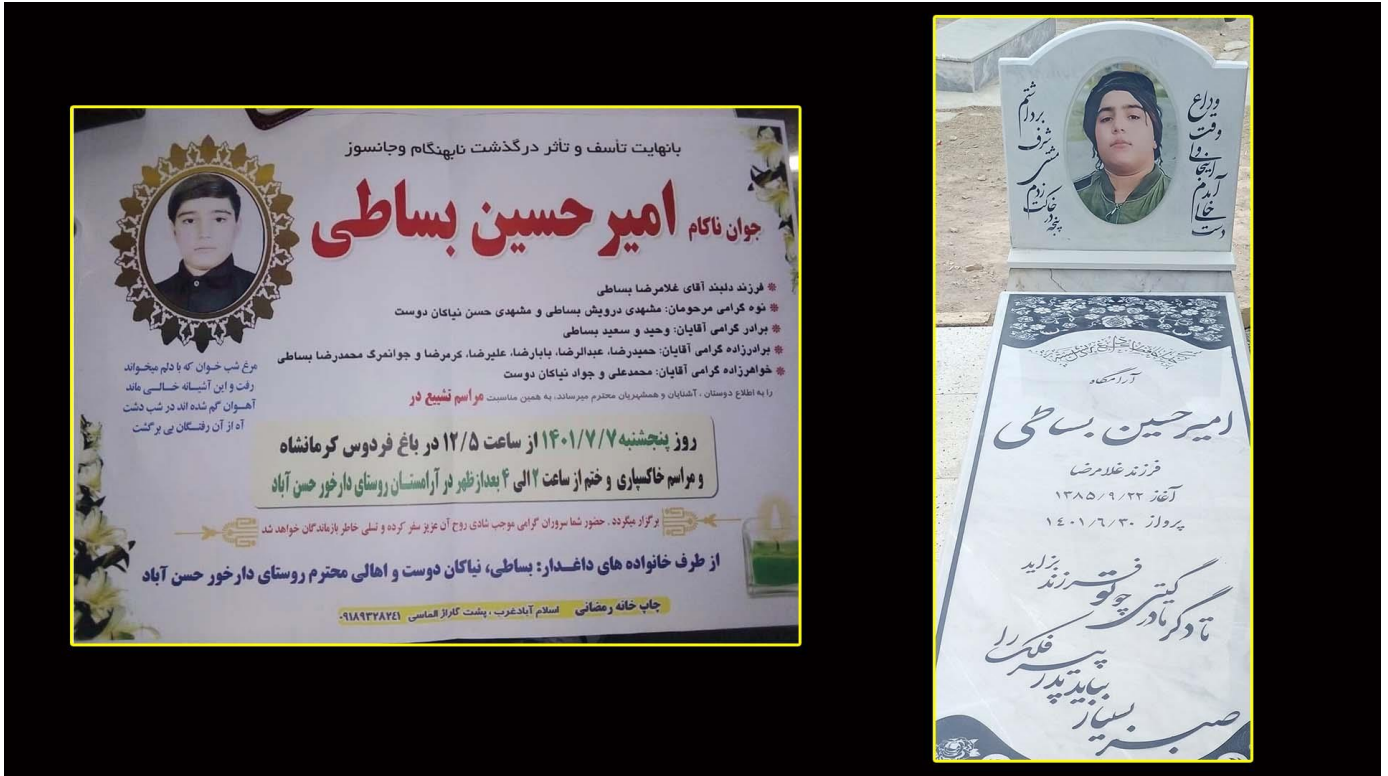 بانهایت تأسف و تأثر درگذشت نابهنگام وجانسوز
جوان ناکام امیرحسین بساطی
فرزند دلبند آقای غلامرضا بساطی
نوه گرامی مرحومان: مشهدی درویش بساطی و مشهدی حسن نیاکان دوست
برادر گرامی آقایان: وحید و سعید بساطی
برادرزاده گرامی آقایان: حمیدرضا، عبدالرضا، بابارضا، علیرضا، کرمرضا و جوانمرگ محمدرضا بساطی
خواهرزاده گرامی آقایان: محمدعلی و جواد نیاکان دوست
را به اطلاع دوستان ، آشنایان و همشهریان محترم میرساند، به همین مناسبت مراسم تشییع در
روز پنجشنبه ۱۴۰۱/۷/۷ از ساعت ۱۲/۵ در باغ فردوس کرمانشاه
و مراسم خاکسپاری و ختم از ساعت ۲ الی ۴ بعدازظهر در آرامستان روستای دارخور حسن آباد
برگزار میگردد . حضور شما سروران گرامی موجب شادی روح آن عزیز سفر کرده و تسلی خاطر بازماندگان خواهد شد
از طرف خانواده های داغدار: بساطی، نیاکان دوست و اهالی محترم روستای دارخور حسن آباد
چاپ خانه رمضانی اسلام آبادغرب ، پشت گاراژ الماسی ۰۹۱۸۹۳۲۸۲۴۱
مرغ شب خوان که با دلم میخواند
رفت و این آشیانه خالی ماند
آهوان گم شده اند در شب دشت
آه از آن رفتگان بی برگشت
دست خالی آمدم اینجا و وقت وداع
پنجه در خاکت زدم مشتی شرف برداشتم
آرامگاه
امیرحسین بساطی
فرزند غلامرضا
آغاز ۱۳۸۵/۹/۲۲
پرواز ۱۴۰۱/۶/۳۰
تا دگر مادر گیتی چو تو فرزند بزاید
صبر بسیار بباید پدر پیر فلک را